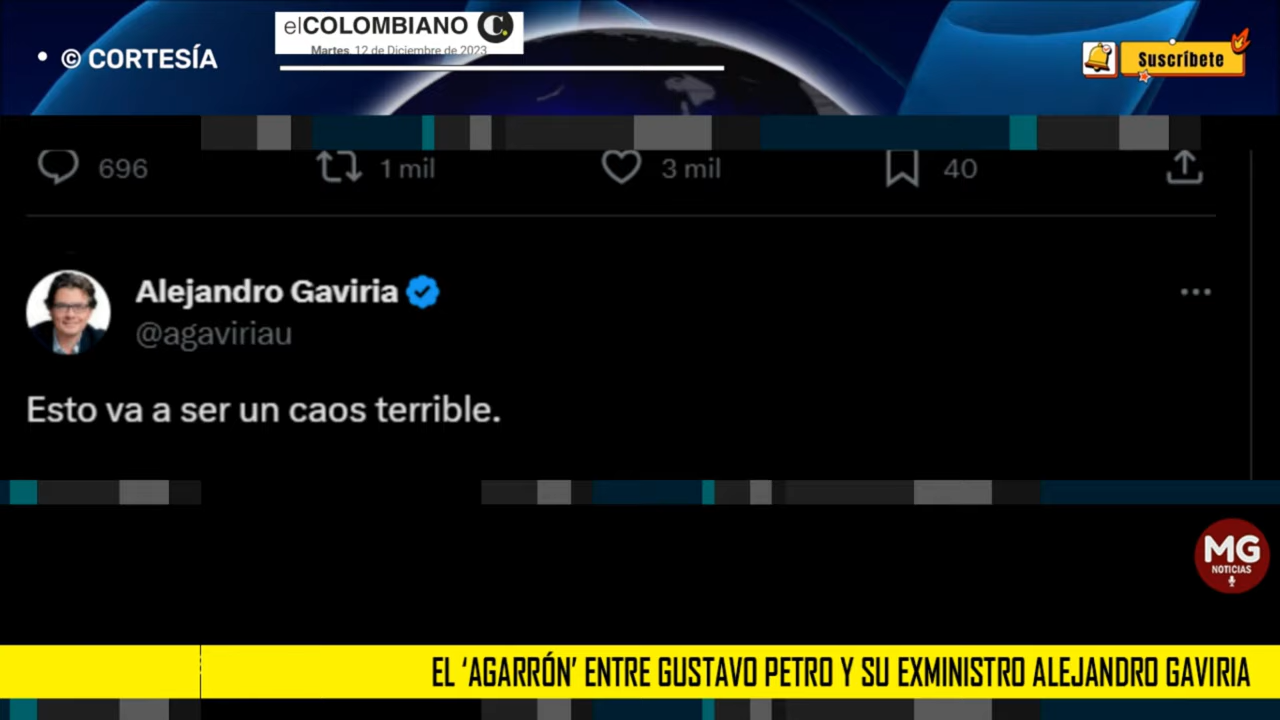 elCOLOMBIANO C.
Martes, 12 de Diciembre de 2023
• © CORTESÍA
Suscríbete
696 1 mil 3 mil 40
Alejandro Gaviria
@agaviriau
...
Esto va a ser un caos terrible.
MG
NOTICIAS
EL ‘AGARRÓN’ ENTRE GUSTAVO PETRO Y SU EXMINISTRO ALEJANDRO GAVIRIA